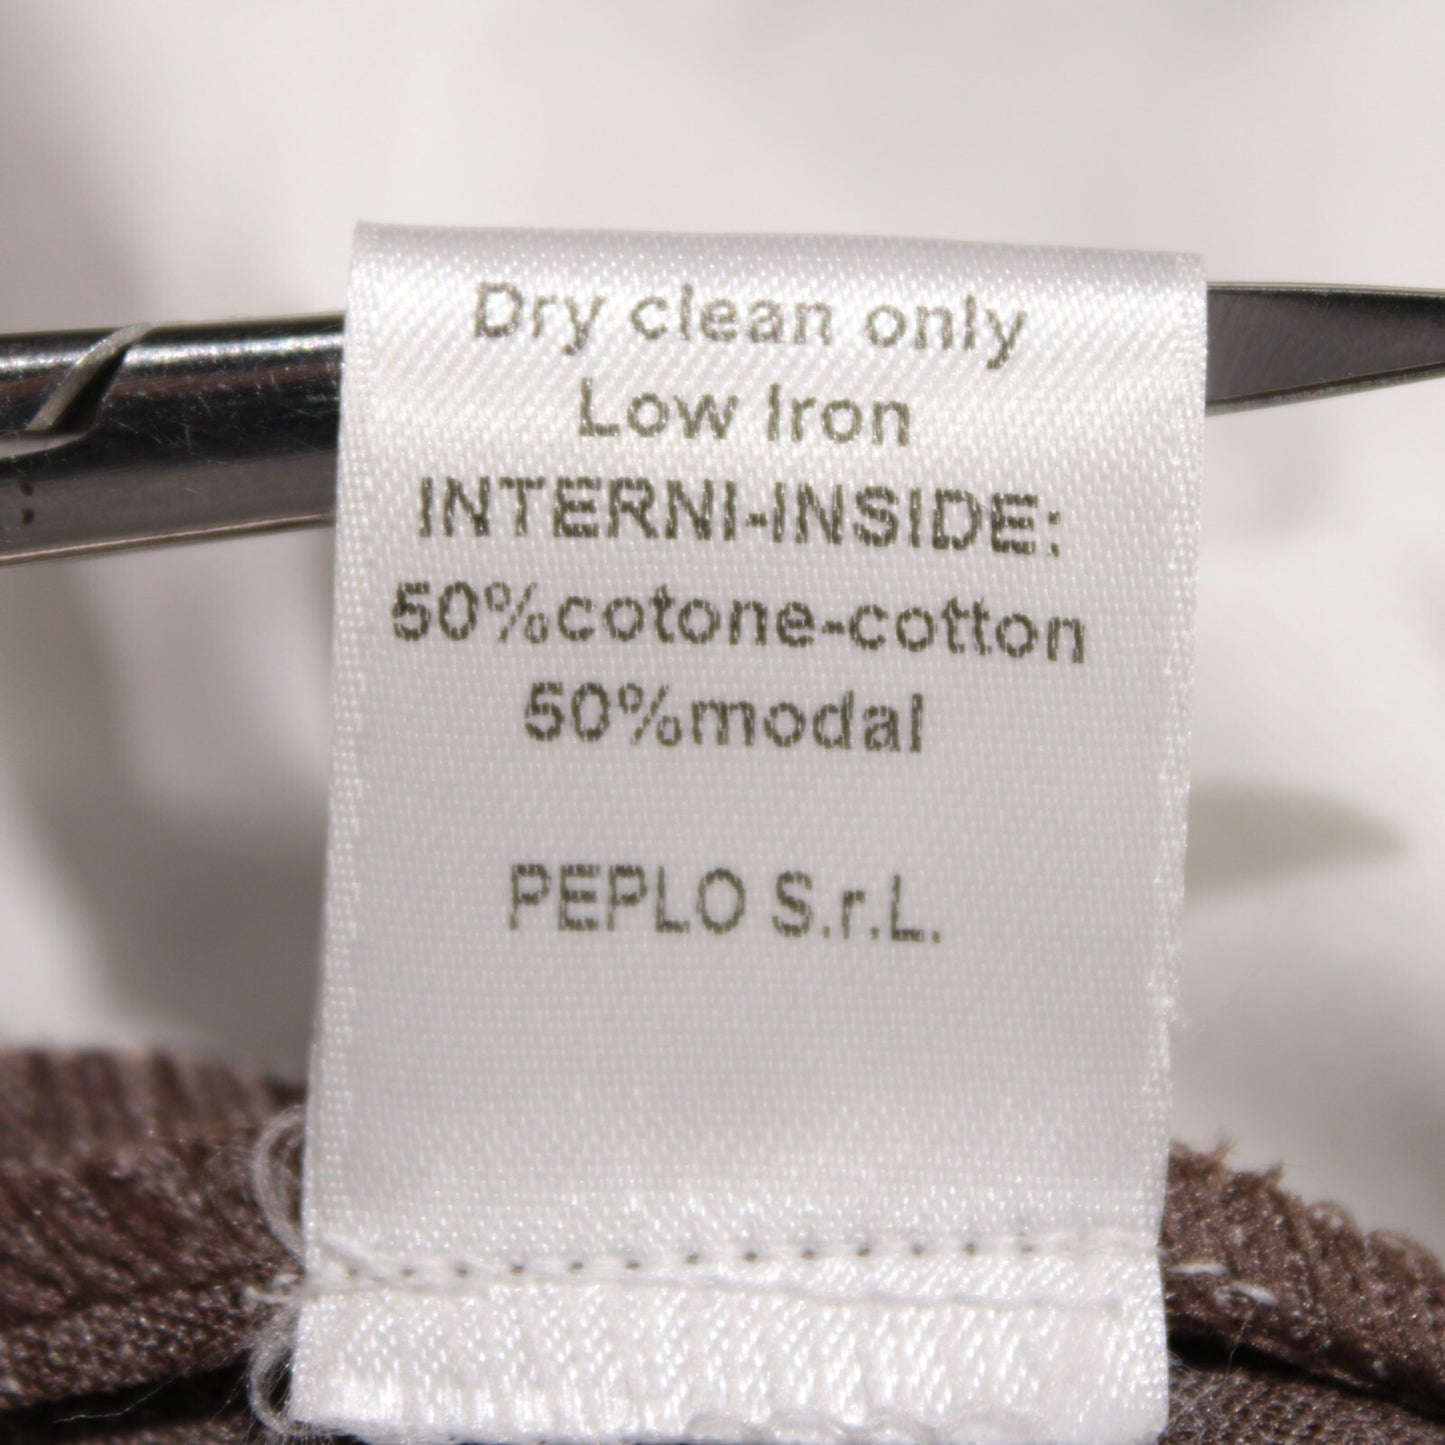 Dry clean only
Low Iron
INTERNI-INSIDE:
50%cotone-cotton
50%modal
PEPLO S.r.L.